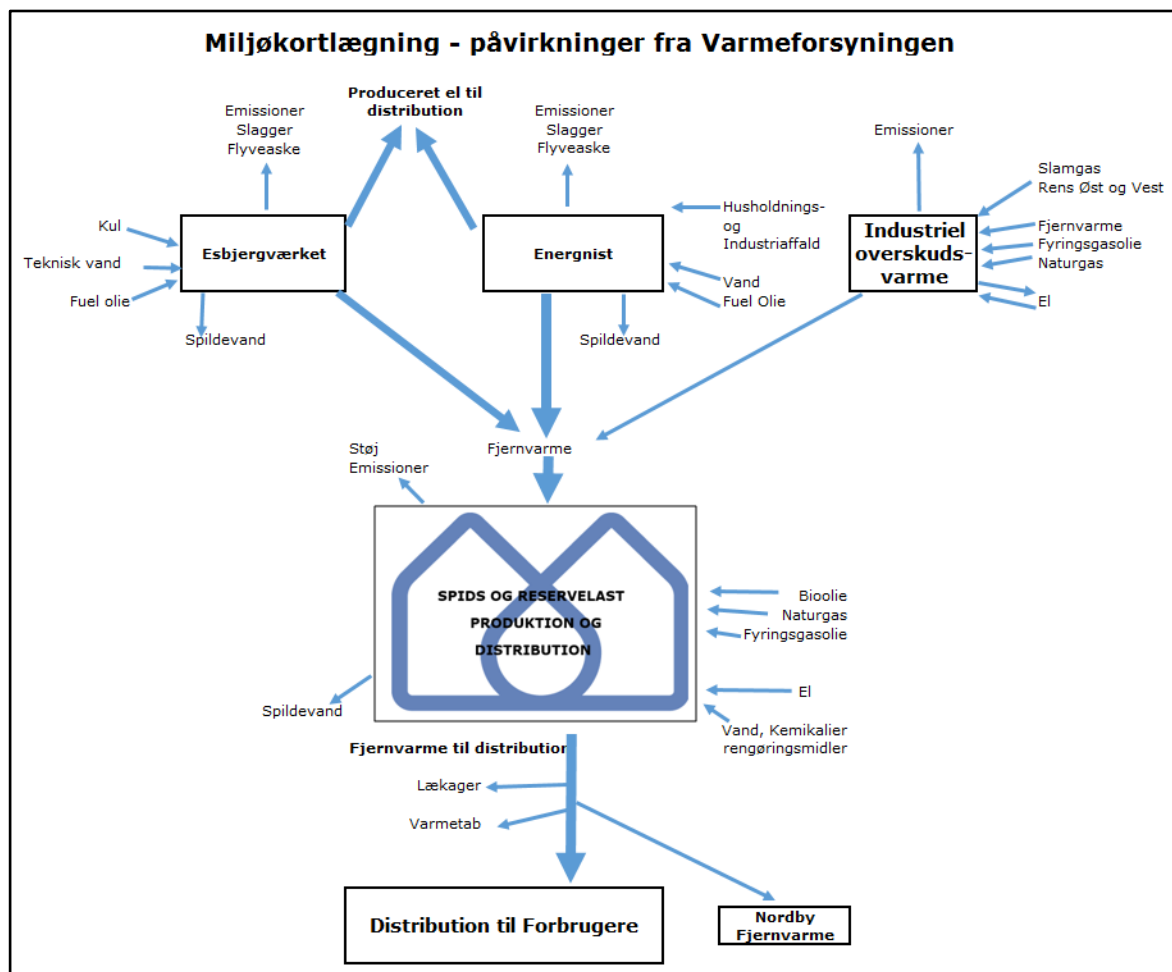 Miljøkortlægning - påvirkninger fra Varmeforsyningen
Produceret el til
distribution
Emissioner
Slagger
Flyveaske
Emissioner
Slagger
Flyveaske
Emissioner
Slamgas
Rens Øst og Vest
Kul
Teknisk vand
Fuel olie
Esbjergværket
Spildevand
Energnist
Husholdnings-
og
Industriaffald
Vand
Fuel Olie
Spildevand
Industriel
overskuds-
varme
Fjernvarme
Fyringsgasolie
Naturgas
El
Fjernvarme
Støj
Emissioner
SPIDS OG RESERVELAST
PRODUKTION OG
DISTRIBUTION
Bioolie
Naturgas
Fyringsgasolie
El
Vand, Kemikalier
rengøringsmidler
Spildevand
Fjernvarme til distribution
Lækager
Varmetab
Distribution til Forbrugere
Nordby
Fjernvarme